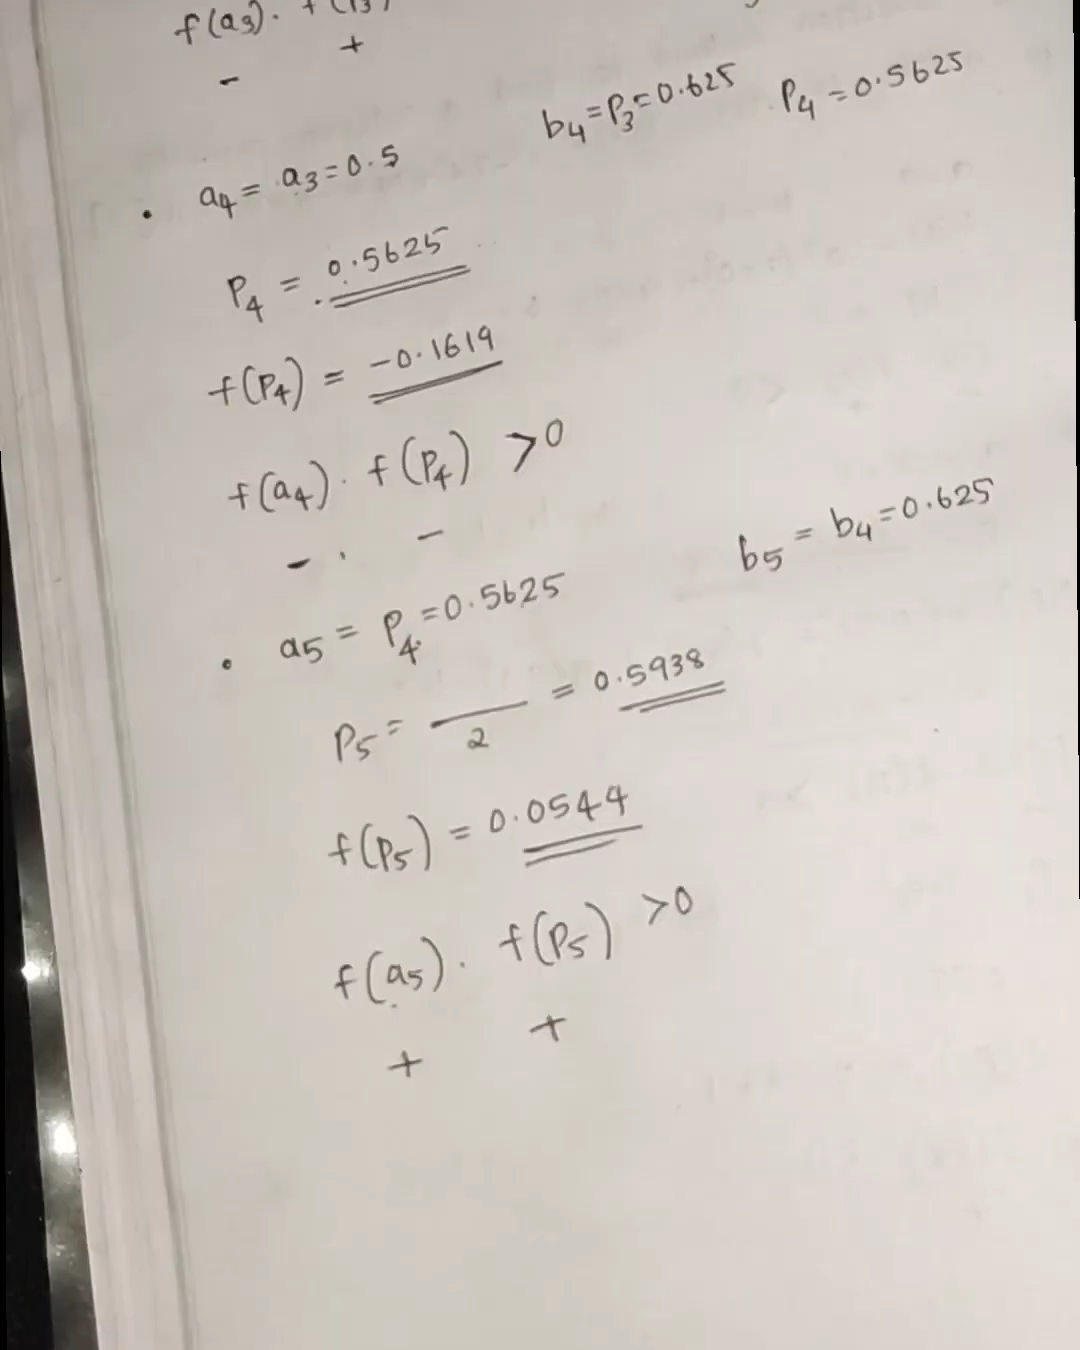 f(a3). f(P3)
- +
. a4 = a3 = 0.5 b4 = P3 = 0.625 P4 = 0.5625
P4 = 0.5625
f(P4) = -0.1619
f(a4) . f(P4) > 0
- . -
. a5 = P4 = 0.5625 b5 = b4 = 0.625
P5 = __ / 2 = 0.5938
f(P5) = 0.0544
f(a5) . f(P5) > 0
+ +